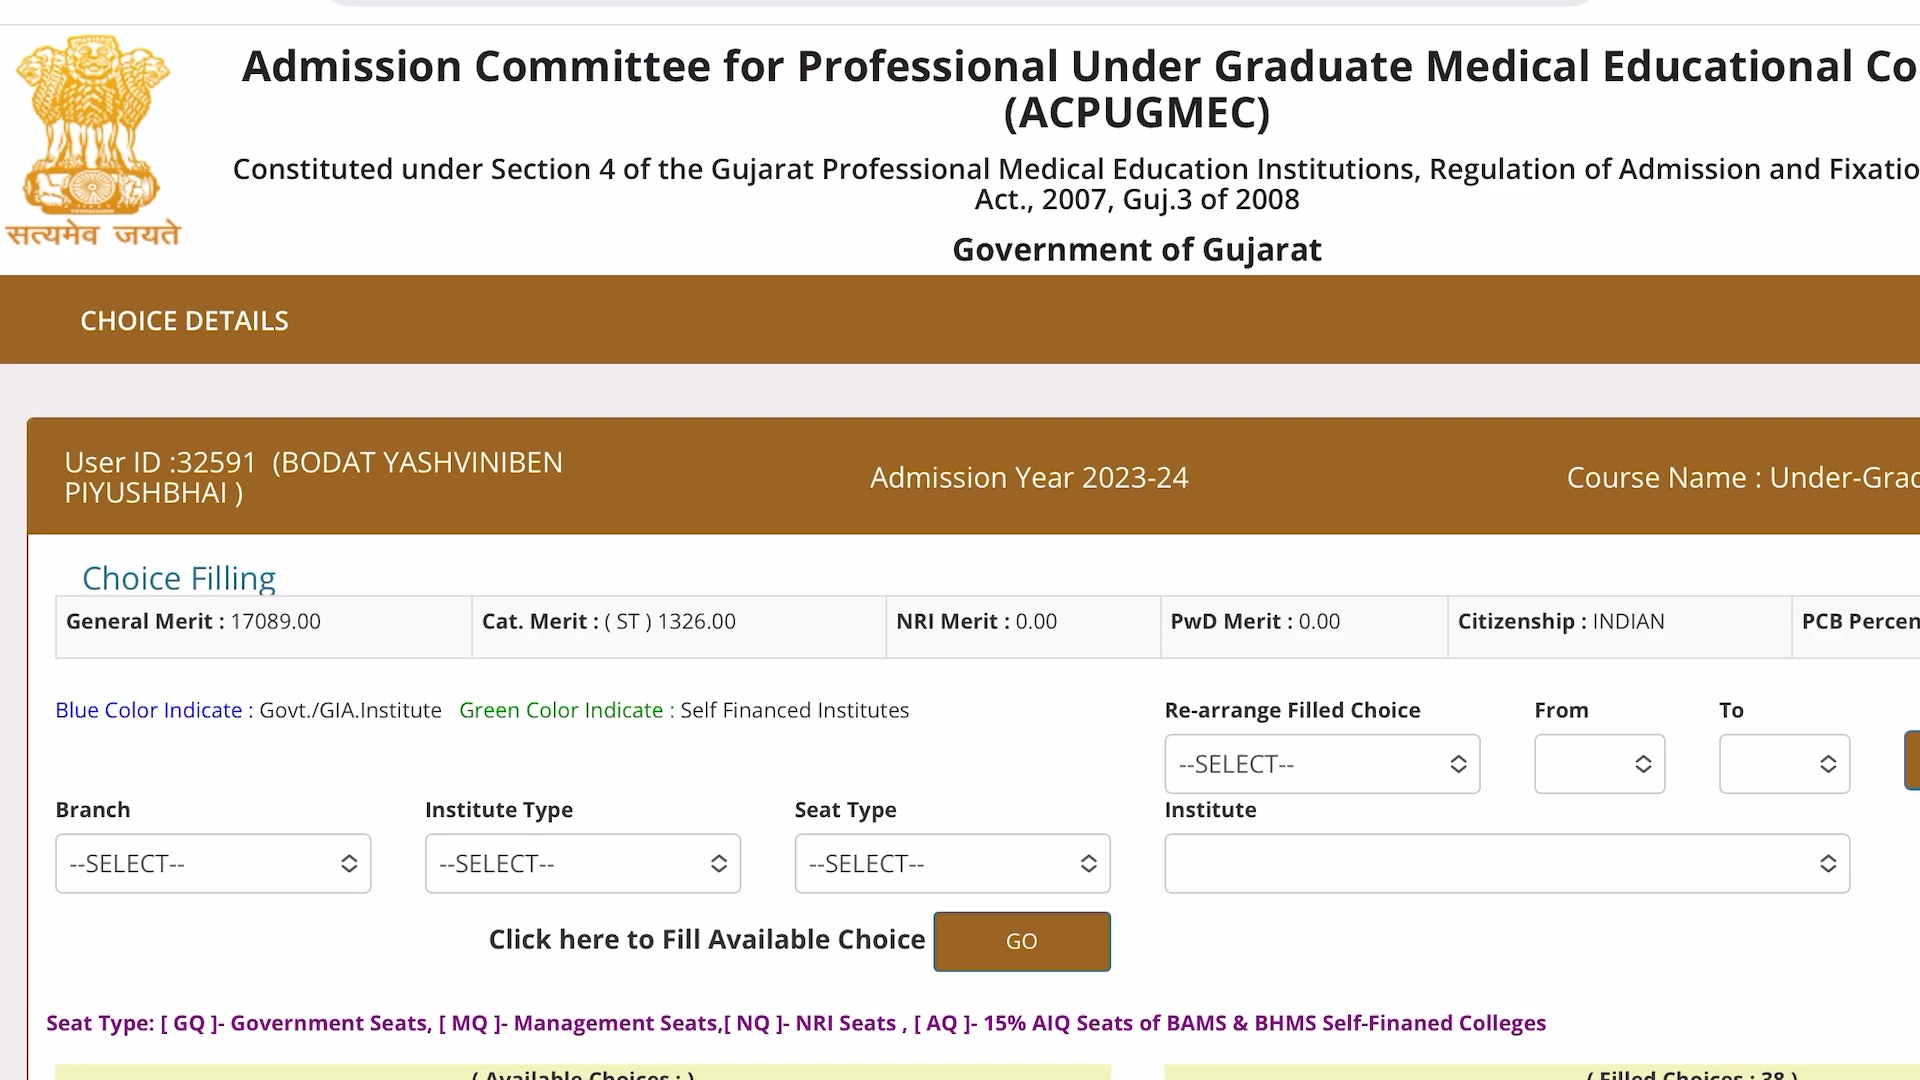 Admission Committee for Professional Under Graduate Medical Educational Co
(ACPUGMEC)
Constituted under Section 4 of the Gujarat Professional Medical Education Institutions, Regulation of Admission and Fixatio
Act., 2007, Guj.3 of 2008
Government of Gujarat
सत्यमेव जयते
CHOICE DETAILS
User ID :32591 (BODAT YASHVINIBEN
PIYUSHBHAI )
Admission Year 2023-24
Course Name : Under-Grad
Choice Filling
General Merit : 17089.00
Cat. Merit : ( ST ) 1326.00
NRI Merit : 0.00
PwD Merit : 0.00
Citizenship : INDIAN
PCB Percen
Blue Color Indicate : Govt./GIA.Institute Green Color Indicate : Self Financed Institutes
Re-arrange Filled Choice
From
To
--SELECT--
Branch
Institute Type
Seat Type
Institute
--SELECT--
--SELECT--
--SELECT--
Click here to Fill Available Choice
GO
Seat Type: [ GQ ]- Government Seats, [ MQ ]- Management Seats,[ NQ ]- NRI Seats , [ AQ ]- 15% AIQ Seats of BAMS & BHMS Self-Finaned Colleges
( Available Choices : )
( Filled Choices : 38 )